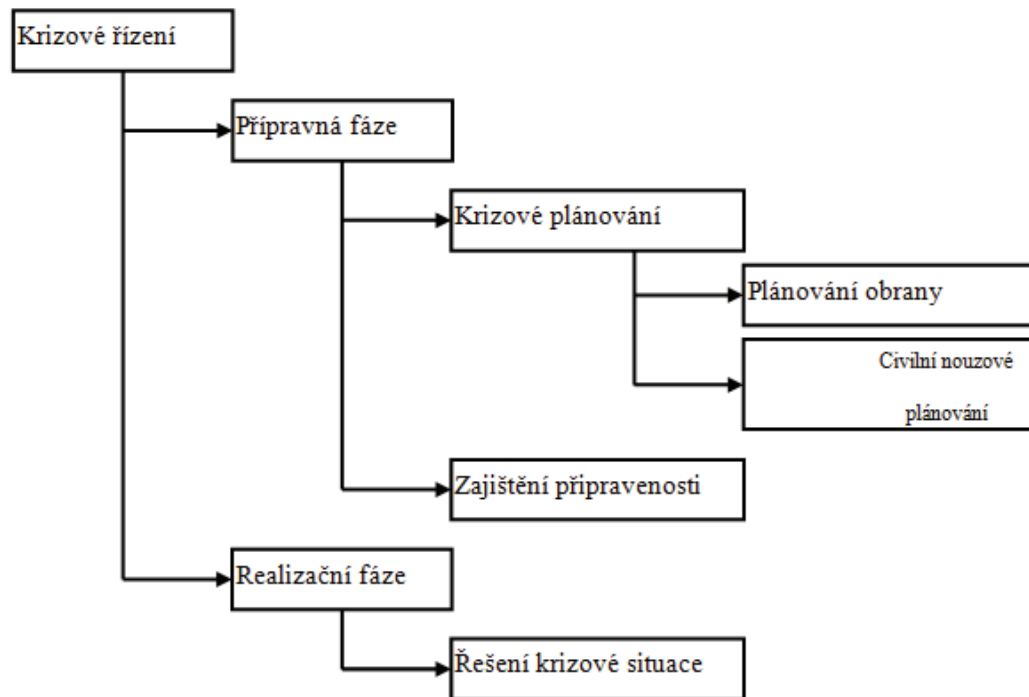 Krizové řízení
Přípravná fáze
Krizové plánování
Plánování obrany
Civilní nouzové
plánování
Zajištění připravenosti
Realizační fáze
Řešení krizové situace